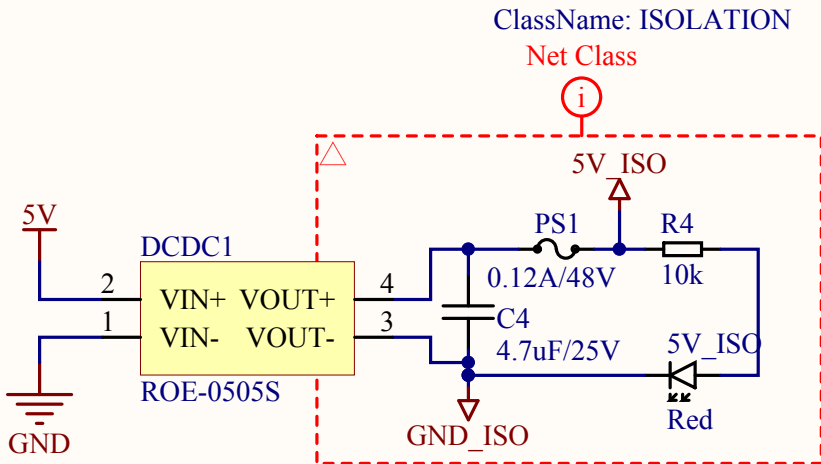 ClassName: ISOLATION
Net Class
i
5V_ISO
5V
DCDC1
PS1
R4
2
VIN+
VOUT+
4
0.12A/48V
10k
1
VIN-
VOUT-
3
C4
4.7uF/25V
5V_ISO
ROE-0505S
GND
GND_ISO
Red